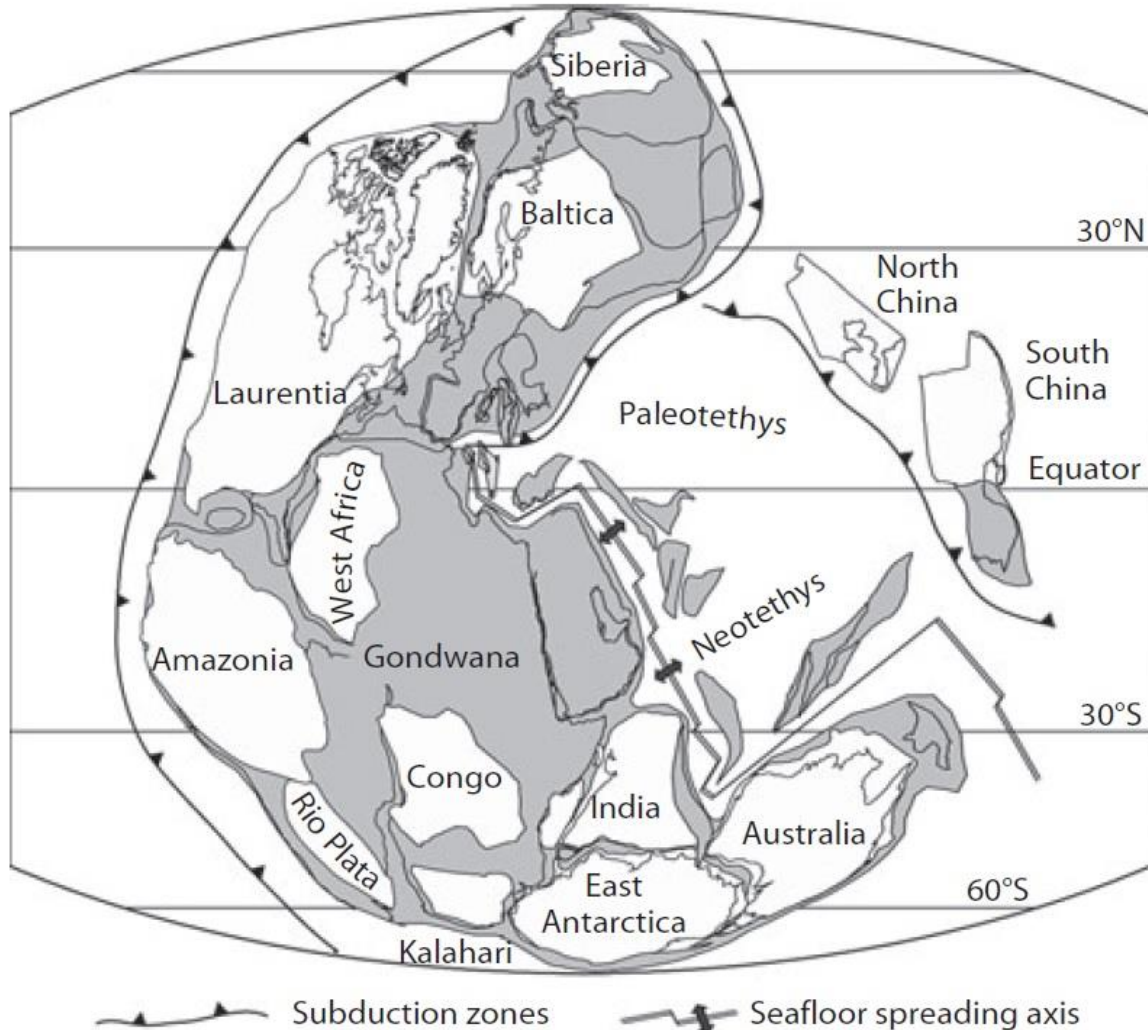 Siberia
Baltica
30°N
North
China
South
China
Laurentia
Paleotethys
Equator
West Africa
Neotethys
Amazonia
Gondwana
30°S
Congo
India
Rio Plata
Australia
East
Antarctica
60°S
Kalahari
Subduction zones
Seafloor spreading axis